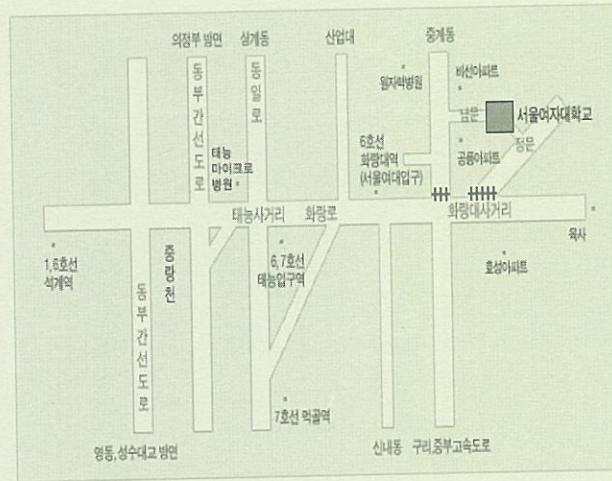 의정부 방면
상계동
산업대
중계동
동부간선도로
동일로
원자력병원
비선아파트
남문
서울여자대학교
정문
공릉아파트
태능
마이크로
병원
6호선
화랑대역
(서울여대입구)
태능사거리
화랑로
화랑대사거리
육사
1, 6호선
석계역
중랑천
6, 7호선
태능입구역
효성아파트
동부간선도로
7호선 먹골역
영동, 성수대교 방면
신내동
구리,중부고속도로